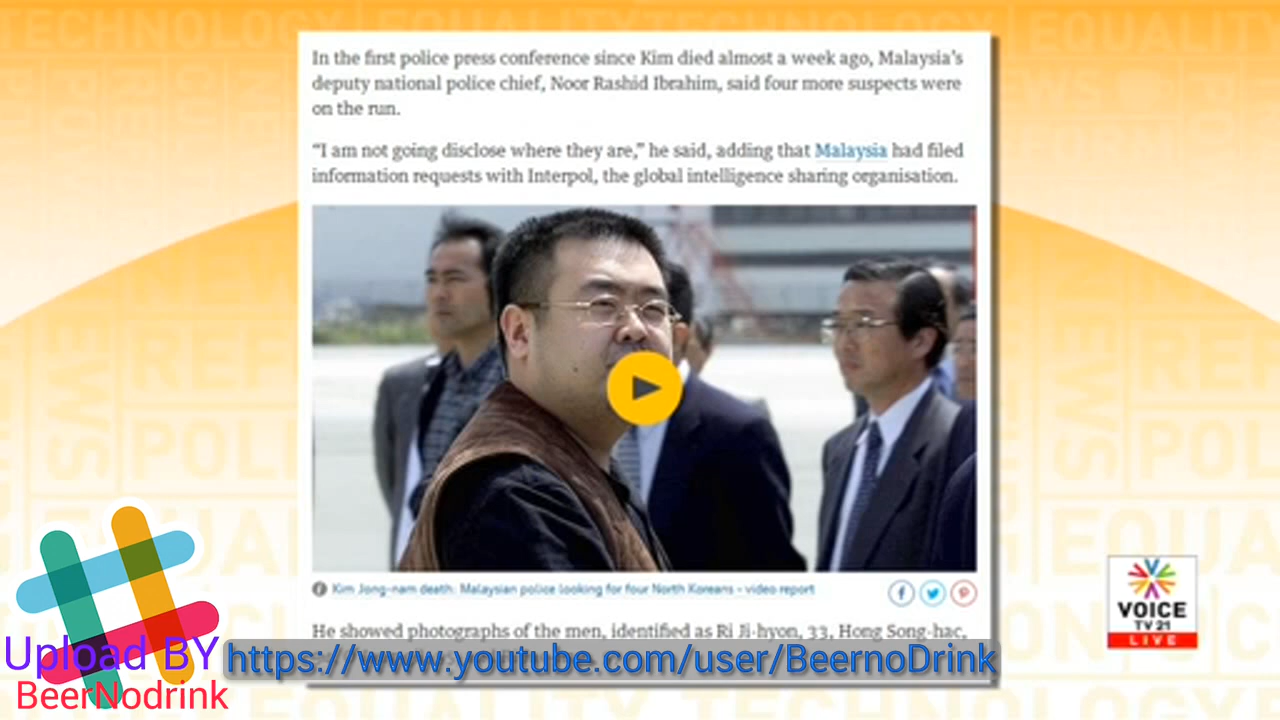 In the first police press conference since Kim died almost a week ago, Malaysia's
deputy national police chief, Noor Rashid Ibrahim, said four more suspects were
on the run.
“I am not going disclose where they are,” he said, adding that Malaysia had filed
information requests with Interpol, the global intelligence sharing organisation.
Kim Jong-nam death: Malaysian police looking for four North Koreans - video report
He showed photographs of the men, identified as Ri Ji-hyon, 33, Hong Song-hac,
VOICE
TV 21
LIVE
Upload BY
https://www.youtube.com/user/BeernoDrink
BeerNodrink
TECHNOLOGY
EQUALITY
TECHNOLOGY
EQUALITY